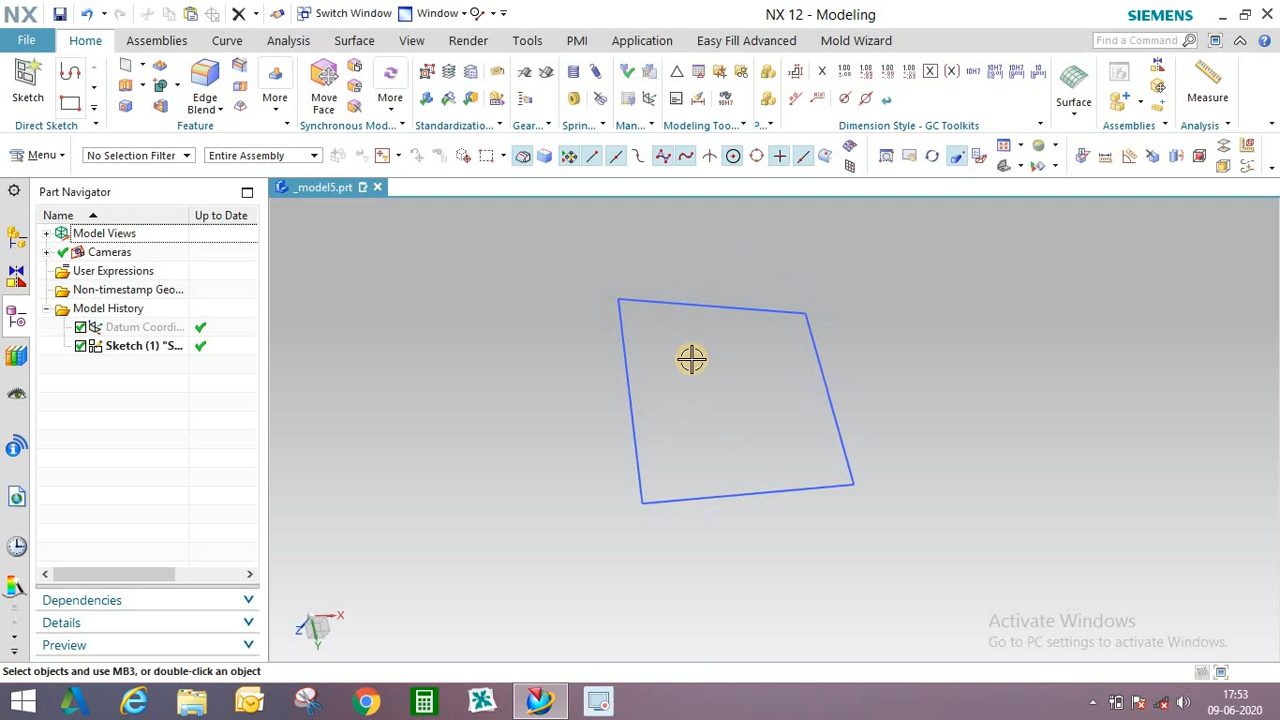 NX
Switch Window
Window
NX 12 - Modeling
SIEMENS
File
Home
Assemblies
Curve
Analysis
Surface
View
Render
Tools
PMI
Application
Easy Fill Advanced
Mold Wizard
Find a Command
Sketch
Edge Blend
More
Move Face
More
Surface
Measure
Direct Sketch
Feature
Synchronous Mod...
Standardizatio...
Gear...
Sprin...
Man...
Modeling Too...
P...
Dimension Style - GC Toolkits
Assemblies
Analysis
Menu
No Selection Filter
Entire Assembly
Part Navigator
_model5.prt
Name
Up to Date
Model Views
Cameras
User Expressions
Non-timestamp Geo...
Model History
Datum Coordi...
Sketch (1) "S...
Dependencies
Details
Preview
X
Z
Y
Activate Windows
Go to PC settings to activate Windows.
Select objects and use MB3, or double-click an object
17:53
09-06-2020